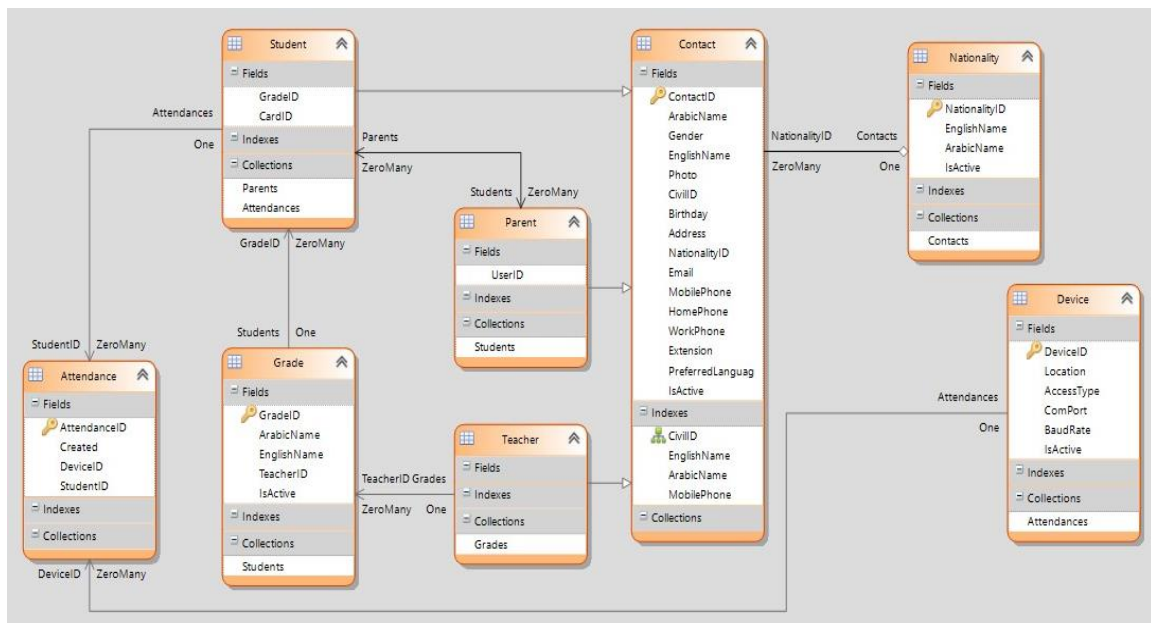 Student
Fields
GradeID
CardID
Indexes
Collections
Parents
Attendances
Attendances
One
Parents
ZeroMany
Students ZeroMany
GradeID ZeroMany
Parent
Fields
UserID
Indexes
Collections
Students
Contact
Fields
ContactID
ArabicName
Gender
EnglishName
Photo
CivilID
Birthday
Address
NationalityID
Email
MobilePhone
HomePhone
WorkPhone
Extension
PreferredLanguag
IsActive
Indexes
CivilID
EnglishName
ArabicName
MobilePhone
Collections
NationalityID Contacts
ZeroMany One
Nationality
Fields
NationalityID
EnglishName
ArabicName
IsActive
Indexes
Collections
Contacts
Device
Fields
DeviceID
Location
AccessType
ComPort
BaudRate
IsActive
Indexes
Collections
Attendances
Attendances
One
Students One
StudentID ZeroMany
Attendance
Fields
AttendanceID
Created
DeviceID
StudentID
Indexes
Collections
DeviceID ZeroMany
Grade
Fields
GradeID
ArabicName
EnglishName
TeacherID
IsActive
Indexes
Collections
Students
TeacherID Grades
ZeroMany One
Teacher
Fields
Indexes
Collections
Grades